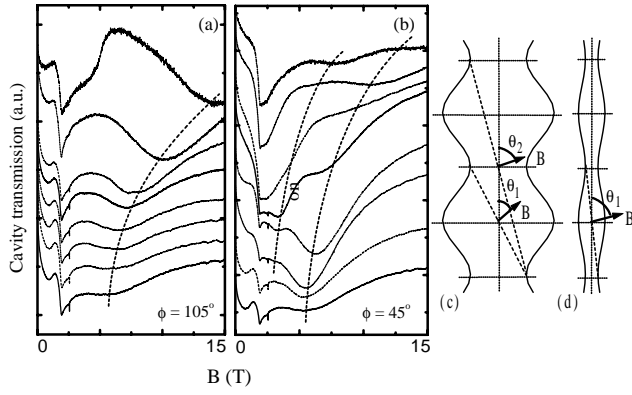 Cavity transmission (a.u.)
(a)
(b)
ϕ = 105°
ϕ = 45°
0 15
0 15
B (T)
θ₂
B
θ₁
B
(c)
θ₁
B
(d)